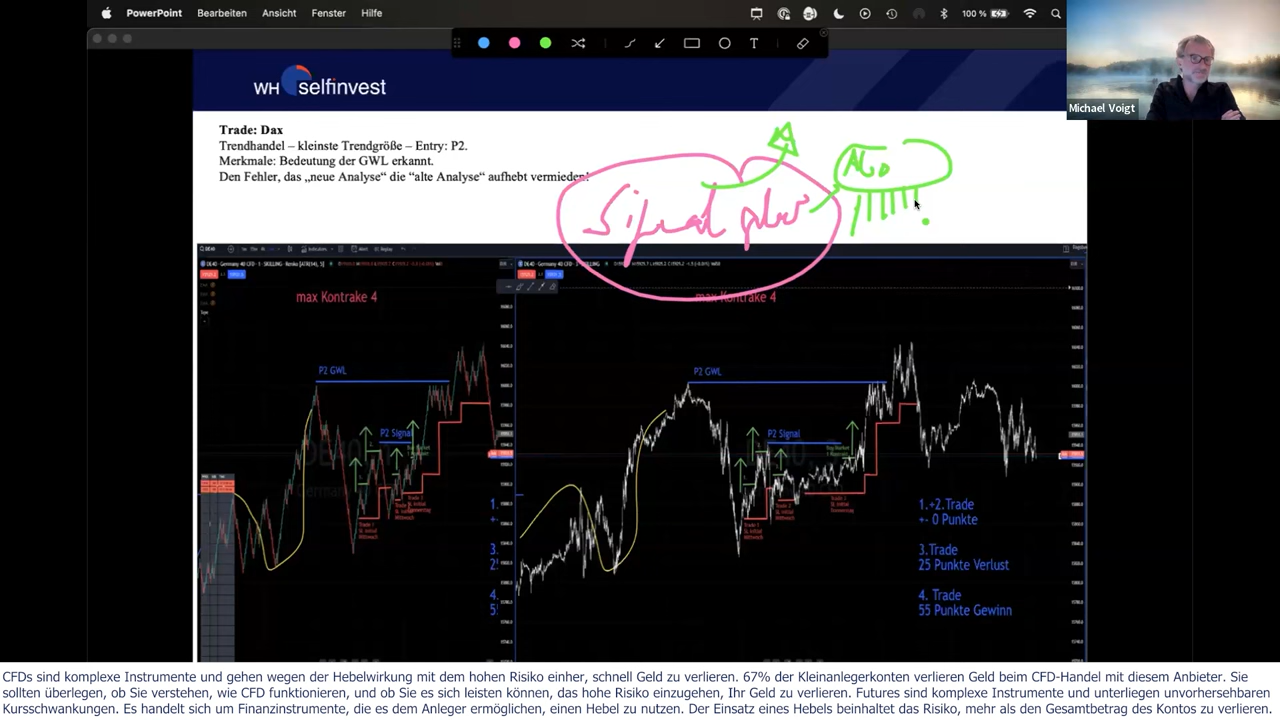 PowerPoint Bearbeiten Ansicht Fenster Hilfe
100 %
T
WH selfinvest
Michael Voigt
Trade: Dax
Trendhandel – kleinste Trendgröße – Entry: P2.
Merkmale: Bedeutung der GWL erkannt.
Den Fehler, das „neue Analyse“ die “alte Analyse“ aufhebt vermieden!
Signal
max Kontrake 4
max Kontrake 4
P2 GWL
P2 GWL
P2 Signal
P2 Signal
1.+2.Trade
+- 0 Punkte
3.Trade
25 Punkte Verlust
4. Trade
55 Punkte Gewinn
CFDs sind komplexe Instrumente und gehen wegen der Hebelwirkung mit dem hohen Risiko einher, schnell Geld zu verlieren. 67% der Kleinanlegerkonten verlieren Geld beim CFD-Handel mit diesem Anbieter. Sie
sollten überlegen, ob Sie verstehen, wie CFD funktionieren, und ob Sie es sich leisten können, das hohe Risiko einzugehen, Ihr Geld zu verlieren. Futures sind komplexe Instrumente und unterliegen unvorhersehbaren
Kursschwankungen. Es handelt sich um Finanzinstrumente, die es dem Anleger ermöglichen, einen Hebel zu nutzen. Der Einsatz eines Hebels beinhaltet das Risiko, mehr als den Gesamtbetrag des Kontos zu verlieren.